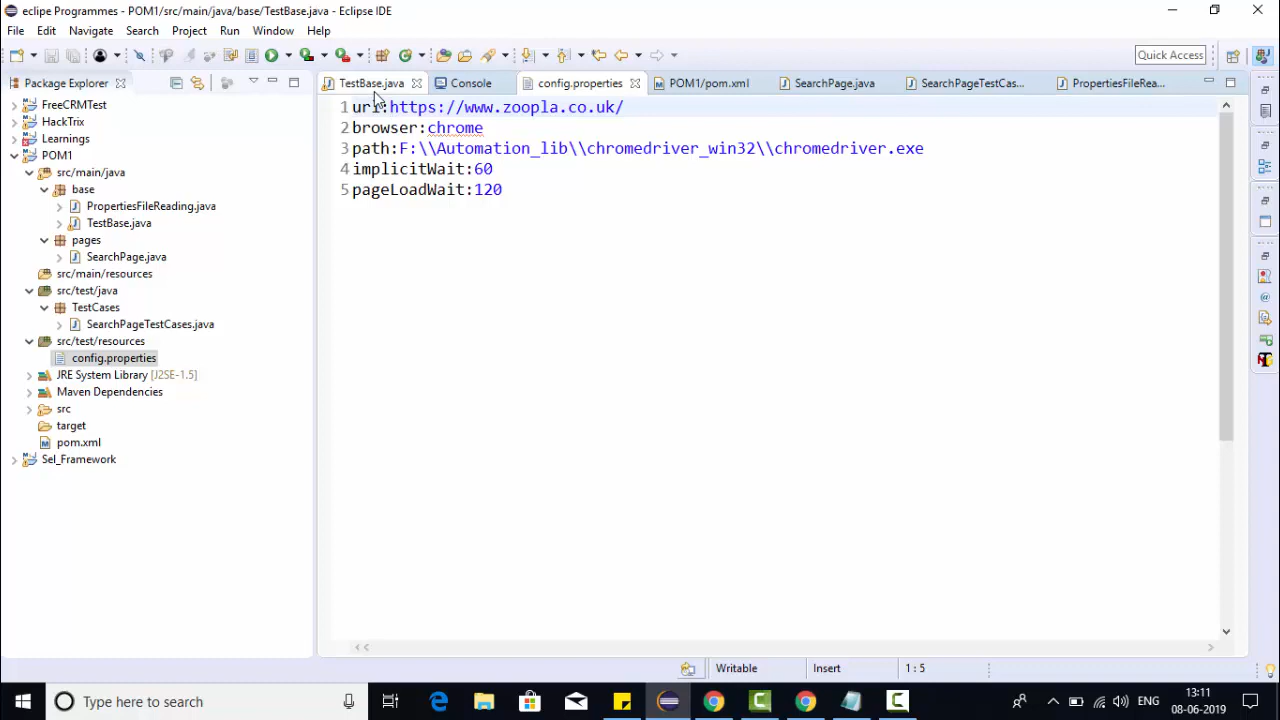 eclipe Programmes - POM1/src/main/java/base/TestBase.java - Eclipse IDE
File Edit Navigate Search Project Run Window Help
Quick Access
Package Explorer
TestBase.java Console config.properties POM1/pom.xml SearchPage.java SearchPageTestCas... PropertiesFileRea...
FreeCRMTest
HackTrix
Learnings
POM1
src/main/java
base
PropertiesFileReading.java
TestBase.java
pages
SearchPage.java
src/main/resources
src/test/java
TestCases
SearchPageTestCases.java
src/test/resources
config.properties
JRE System Library [J2SE-1.5]
Maven Dependencies
src
target
pom.xml
Sel_Framework
1 url:https://www.zoopla.co.uk/
2 browser:chrome
3 path:F:\\Automation_lib\\chromedriver_win32\\chromedriver.exe
4 implicitWait:60
5 pageLoadWait:120
Writable Insert 1 : 5
Type here to search
ENG
13:11
08-06-2019